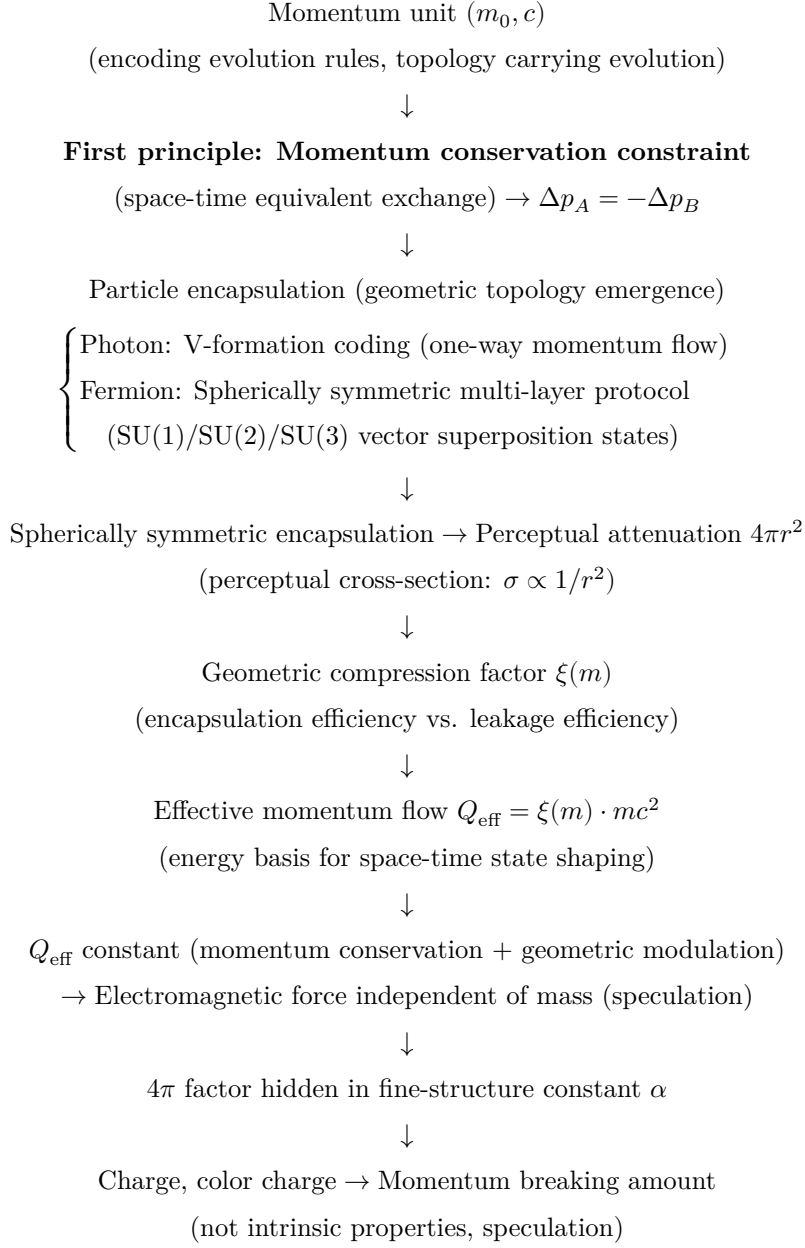 Momentum unit (m₀, c)
(encoding evolution rules, topology carrying evolution)
↓
First principle: Momentum conservation constraint
(space-time equivalent exchange) → Δp_A = −Δp_B
↓
Particle encapsulation (geometric topology emergence)
Photon: V-formation coding (one-way momentum flow)
Fermion: Spherically symmetric multi-layer protocol
(SU(1)/SU(2)/SU(3) vector superposition states)
↓
Spherically symmetric encapsulation → Perceptual attenuation 4πr²
(perceptual cross-section: σ ∝ 1/r²)
↓
Geometric compression factor ξ(m)
(encapsulation efficiency vs. leakage efficiency)
↓
Effective momentum flow Q_eff = ξ(m) · mc²
(energy basis for space-time state shaping)
↓
Q_eff constant (momentum conservation + geometric modulation)
→ Electromagnetic force independent of mass (speculation)
↓
4π factor hidden in fine-structure constant α
↓
Charge, color charge → Momentum breaking amount
(not intrinsic properties, speculation)